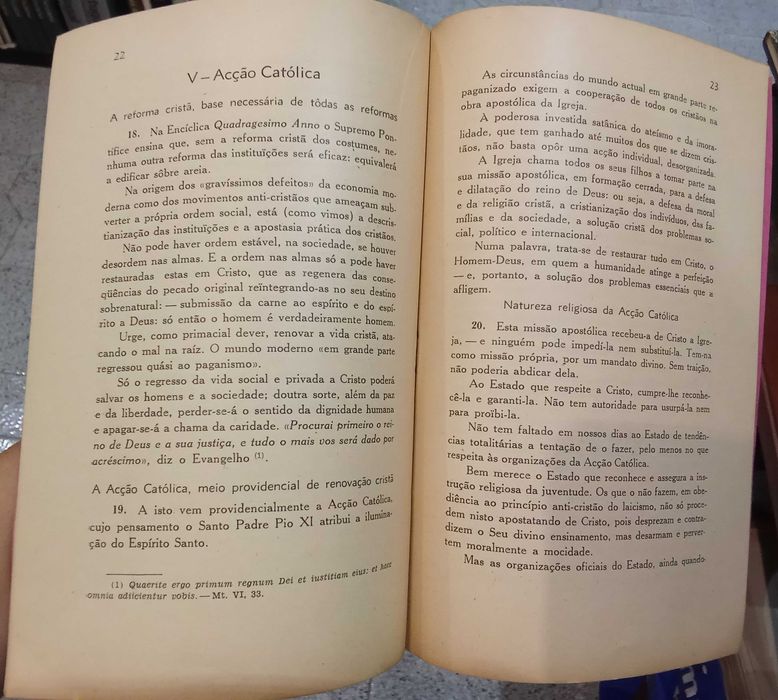 22
V — Acção Católica
A reforma cristã, base necessária de tôdas as reformas
18. Na Encíclica Quadragesimo Anno o Supremo Pon-
tífice ensina que, sem a reforma cristã dos costumes, ne-
nhuma outra reforma das instituïções será eficaz: equivalerá
a edificar sôbre areia.
Na origem dos «gravíssimos defeitos» da economia mo-
derna como dos movimentos anti-cristãos que ameaçam sub-
verter a própria ordem social, está (como vimos) a descris-
tianização das instituïções e a apostasia prática dos cristãos.
Não pode haver ordem estável, na sociedade, se houver
desordem nas almas. E a ordem nas almas só a pode haver
restauradas estas em Cristo, que as regenera das conse-
qüências do pecado original reïntegrando-as no seu destino
sobrenatural: — submissão da carne ao espírito e do espí-
rito a Deus: só então o homem é verdadeiramente homem.
Urge, como primacial dever, renovar a vida cristã, ata-
cando o mal na raíz. O mundo moderno «em grande parte
regressou quási ao paganismo».
Só o regresso da vida social e privada a Cristo poderá
salvar os homens e a sociedade; doutra sorte, além da paz
e da liberdade, perder-se-á o sentido da dignidade humana
e apagar-se-á a chama da caridade. «Procurai primeiro o rei-
no de Deus e a sua justiça, e tudo o mais vos será dado por
acréscimo», diz o Evangelho (1).
A Acção Católica, meio providencial de renovação cristã
19. A isto vem providencialmente a Acção Católica,
cujo pensamento o Santo Padre Pio XI atribui a ilumina-
ção do Espírito Santo.
(1) Quaerite ergo primum regnum Dei et iustitiam eius: et haec
omnia adiicientur vobis. — Mt. VI, 33.
23
As circunstâncias do mundo actual em grande parte re-
paganizado exigem a cooperação de todos os cristãos na
obra apostólica da Igreja.
À poderosa investida satânica do ateísmo e da imora-
lidade, que tem ganhado até muitos dos que se dizem cris-
tãos, não basta opôr uma acção individual, desorganizada.
A Igreja chama todos os seus filhos a tomar parte na
sua missão apostólica, em formação cerrada, para a defesa
e dilatação do reino de Deus: ou seja, a defesa da moral
e da religião cristã, a cristianização dos indivíduos, das fa-
mílias e da sociedade, a solução cristã dos problemas so-
cial, político e internacional.
Numa palavra, trata-se de restaurar tudo em Cristo, o
Homem-Deus, em quem a humanidade atinge a perfeição
— e, portanto, a solução dos problemas essenciais que a
afligem.
Natureza religiosa da Acção Católica
20. Esta missão apostólica recebeu-a de Cristo a Igre-
ja, — e ninguém pode impedí-la nem substituí-la. Tem-na
como missão própria, por um mandato divino. Sem traição,
não poderia abdicar dela.
Ao Estado que respeite a Cristo, cumpre-lhe reconhe-
cê-la e garanti-la. Não tem autoridade para usurpá-la nem
para proïbi-la.
Não tem faltado em nossos dias ao Estado de tendên-
cias totalitárias a tentação de o fazer, pelo menos no que
respeita às organizações da Acção Católica.
Bem merece o Estado que reconhece e assegura a ins-
trução religiosa da juventude. Os que o não fazem, em obe-
diência ao princípio anti-cristão do laicismo, não só proce-
dem nisto apostatando de Cristo, pois desprezam e contra-
dizem o Seu divino ensinamento, mas desarmam e perver-
tem moralmente a mocidade.
Mas as organizações oficiais do Estado, ainda quando